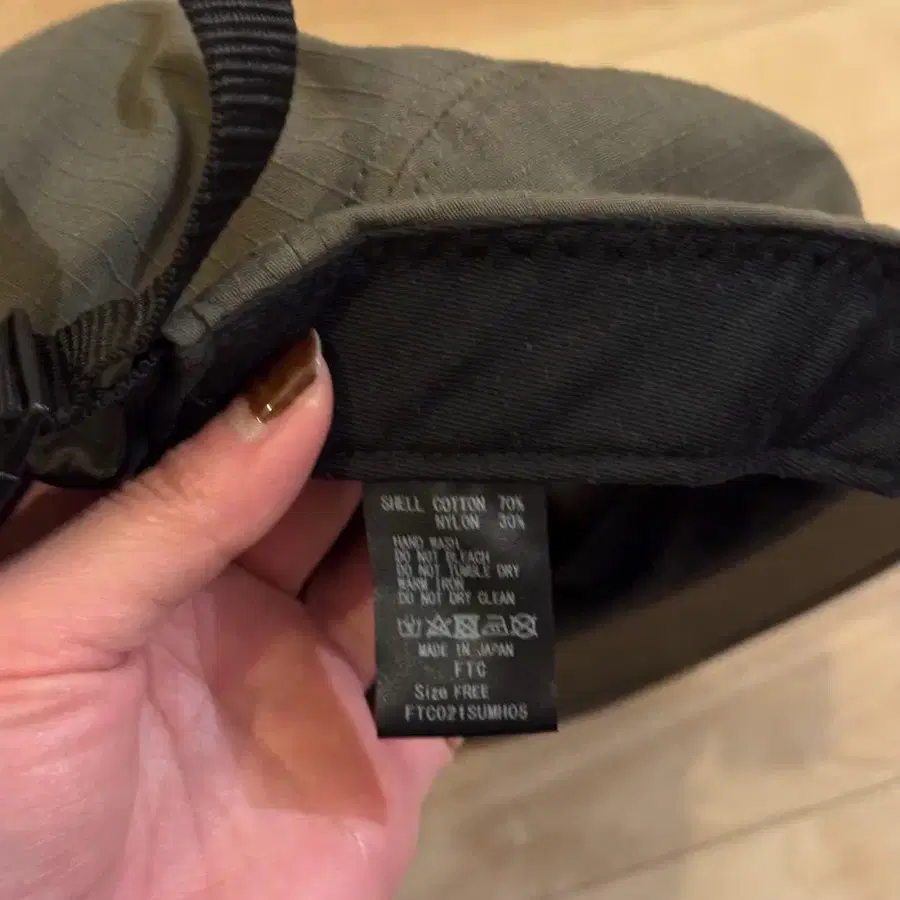 SHELL COTTON 70%
NYLON 30%
HAND WASH
DO NOT BLEACH
DO NOT TUMBLE DRY
WARM IRON
DO NOT DRY CLEAN
MADE IN JAPAN
FTC
Size FREE
FTC021SUMH05